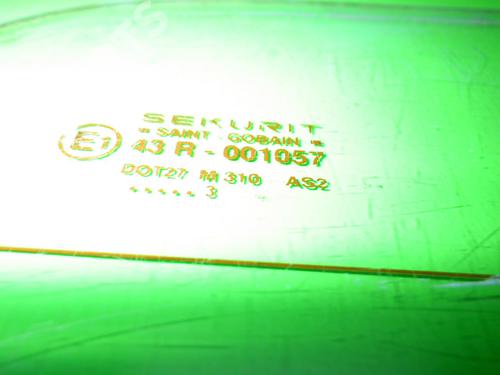 SEKURIT
" SAINT GOBAIN "
E1 43 R - 001057
DOT27 M 310 AS2
..... 3